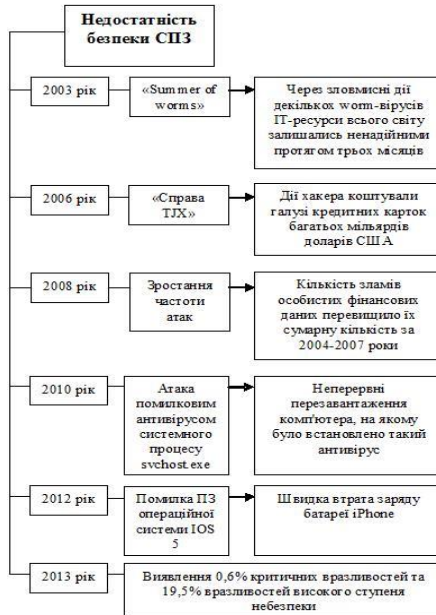 Недостатність
безпеки СПЗ
2003 рік
«Summer of
worms»
Через зловмисні дії
декількох worm-вірусів
ІТ-ресурси всього світу
залишались ненадійними
протягом трьох місяців
2006 рік
«Справа
TJX»
Дії хакера коштували
галузі кредитних карток
багатьох мільярдів
доларів США
2008 рік
Зростання
частоти
атак
Кількість зламів
особистих фінансових
даних перевищило їх
сумарну кількість за
2004-2007 роки
2010 рік
Атака
помилковим
антивірусом
системного
процесу
svchost.exe
Неперервні
перезавантаження
комп'ютера, на якому
було встановлено такий
антивірус
2012 рік
Помилка ПЗ
операційної
системи IOS
5
Швидка втрата заряду
батареї iPhone
2013 рік
Виявлення 0,6% критичних вразливостей та
19,5% вразливостей високого ступеня
небезпеки